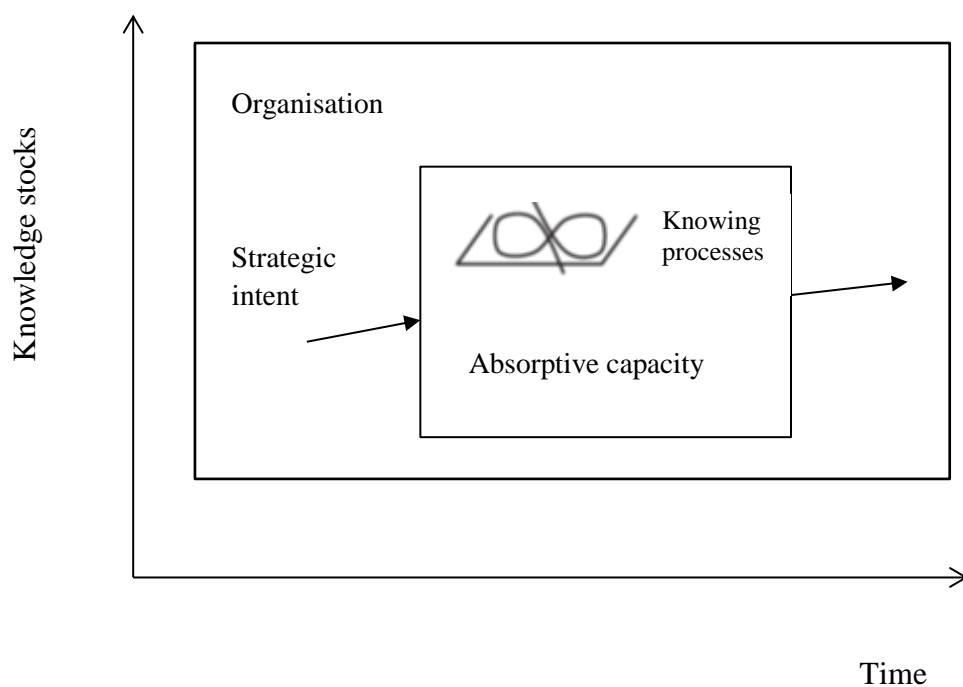 Knowledge stocks
Organisation
Strategic
intent
Knowing
processes
Absorptive capacity
Time